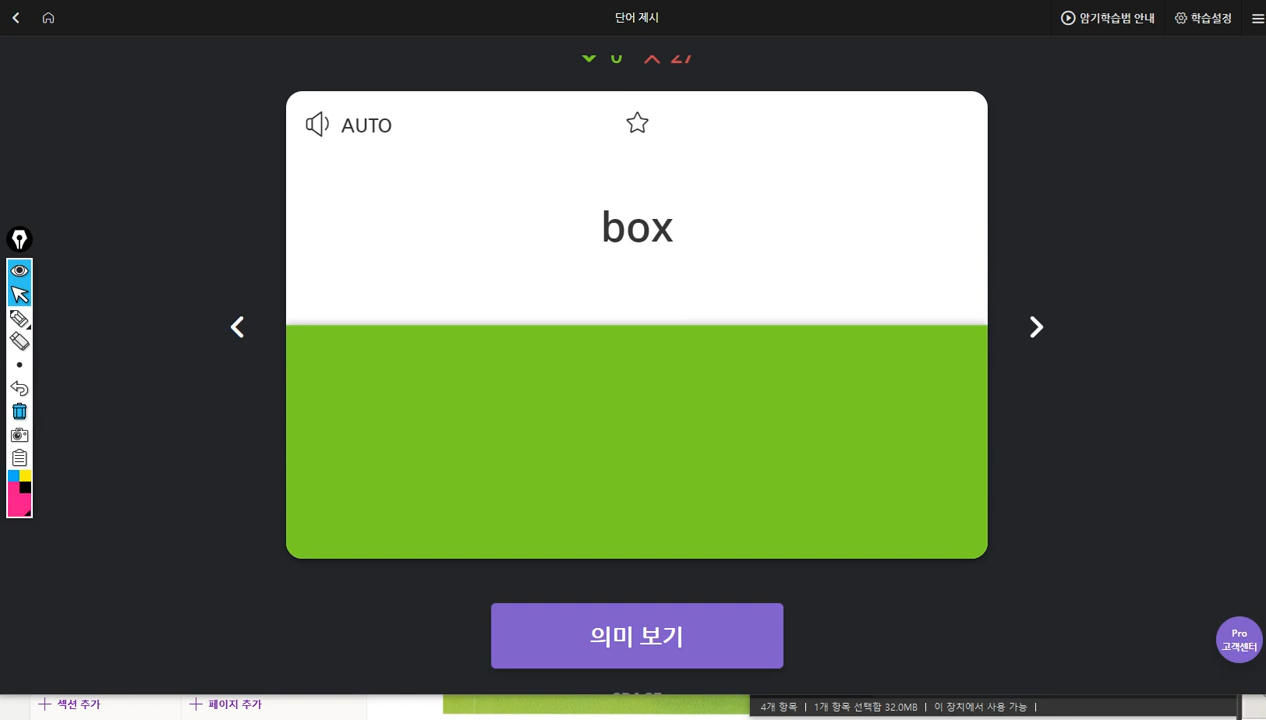 단어 제시
암기학습법 안내
학습설정
0 27
AUTO
box
의미 보기
Pro
고객센터
섹션 추가
페이지 추가
4개 항목 | 1개 항목 선택함 32.0MB | 이 장치에서 사용 가능 |